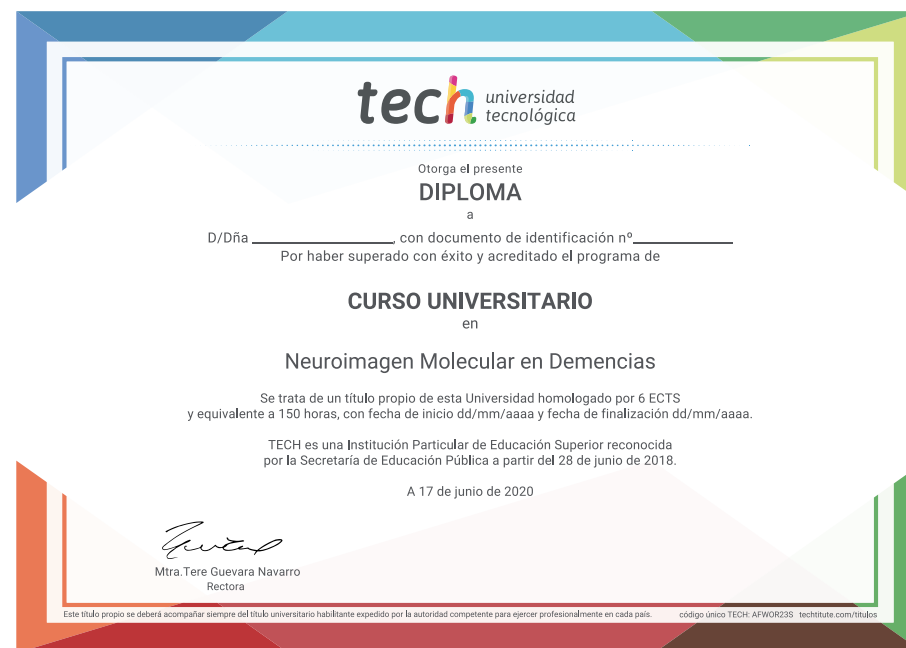 tech universidad
tecnológica
Otorga el presente
DIPLOMA
a
D/Dña ____________________, con documento de identificación nº______________
Por haber superado con éxito y acreditado el programa de
CURSO UNIVERSITARIO
en
Neuroimagen Molecular en Demencias
Se trata de un título propio de esta Universidad homologado por 6 ECTS
y equivalente a 150 horas, con fecha de inicio dd/mm/aaaa y fecha de finalización dd/mm/aaaa.
TECH es una Institución Particular de Educación Superior reconocida
por la Secretaría de Educación Pública a partir del 28 de junio de 2018.
A 17 de junio de 2020
Mtra.Tere Guevara Navarro
Rectora
Este título propio se deberá acompañar siempre del título universitario habilitante expedido por la autoridad competente para ejercer profesionalmente en cada país. código único TECH: AFWOR23S techtitute.com/titulos